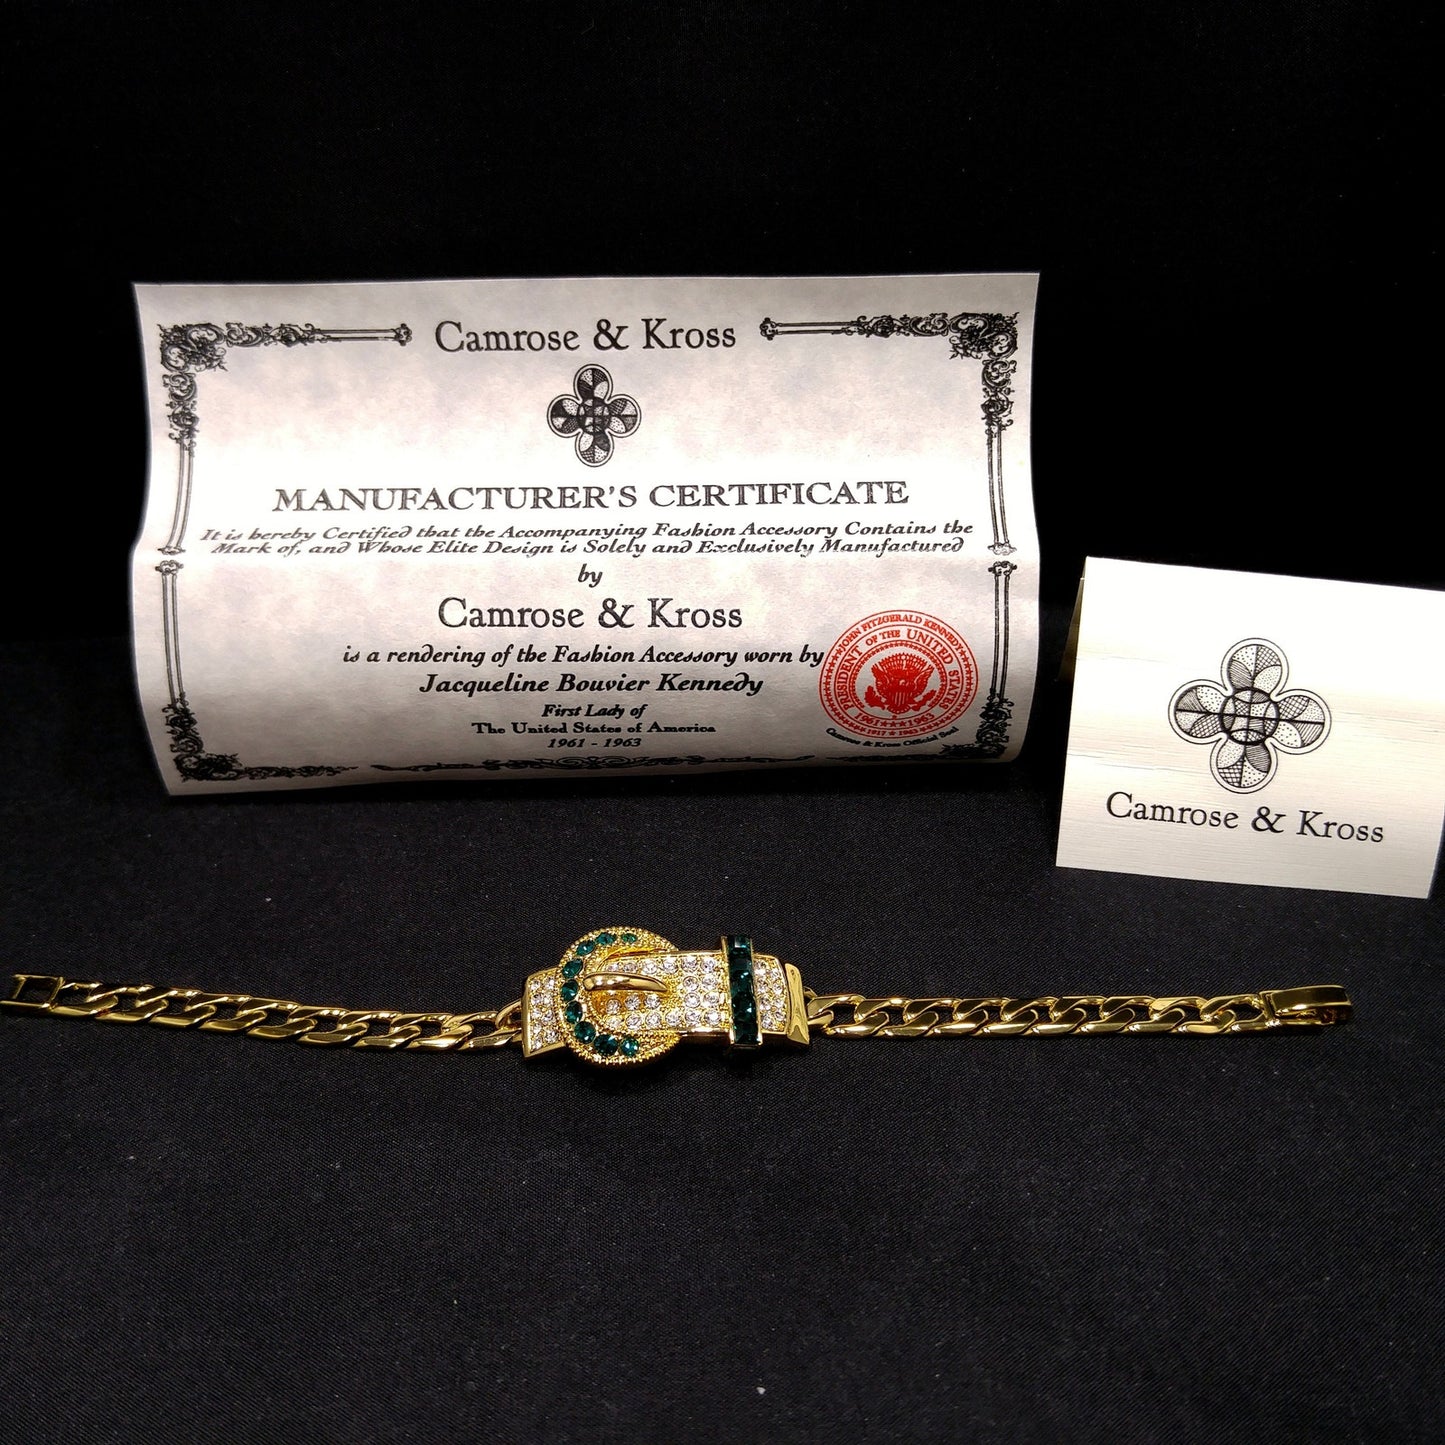 Camrose & Kross
MANUFACTURER'S CERTIFICATE
It is hereby Certified that the Accompanying Fashion Accessory Contains the
Mark of, and Whose Elite Design is Solely and Exclusively Manufactured
by
Camrose & Kross
is a rendering of the Fashion Accessory worn by
Jacqueline Bouvier Kennedy
First Lady of
The United States of America
1961 - 1963
JOHN FITZGERALD KENNEDY
PRESIDENT OF THE UNITED STATES
1961★★★1963
1917 ★ 1963
Camrose & Kross Official Seal
Camrose & Kross